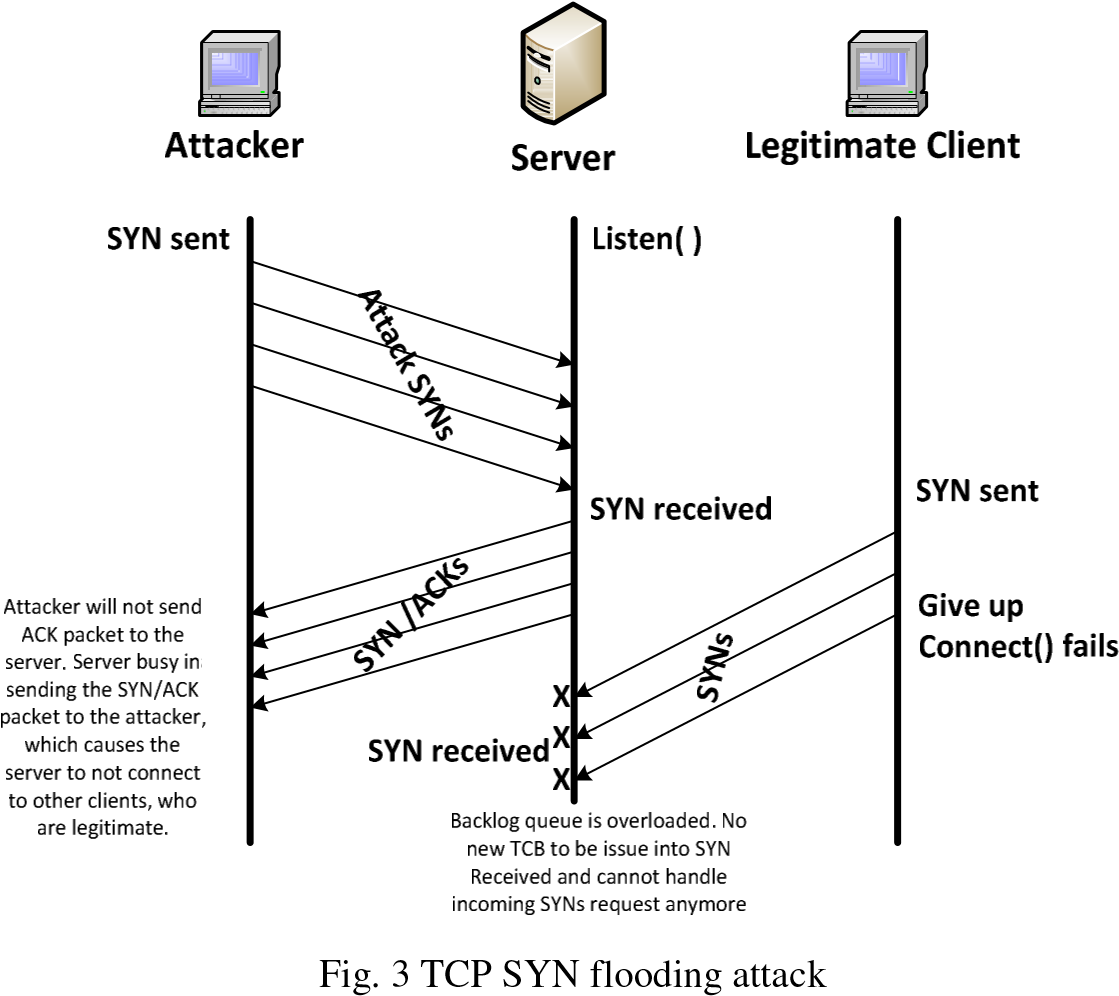 Attacker
Server
Legitimate Client
SYN sent
Listen( )
Attack SYNs
SYN received
SYN sent
SYN /ACKs
Attacker will not send
ACK packet to the
server. Server busy in
sending the SYN/ACK
packet to the attacker,
which causes the
server to not connect
to other clients, who
are legitimate.
Give up
Connect() fails
SYNs
X
SYN received
X
X
Backlog queue is overloaded. No
new TCB to be issue into SYN
Received and cannot handle
incoming SYNs request anymore
Fig. 3 TCP SYN flooding attack